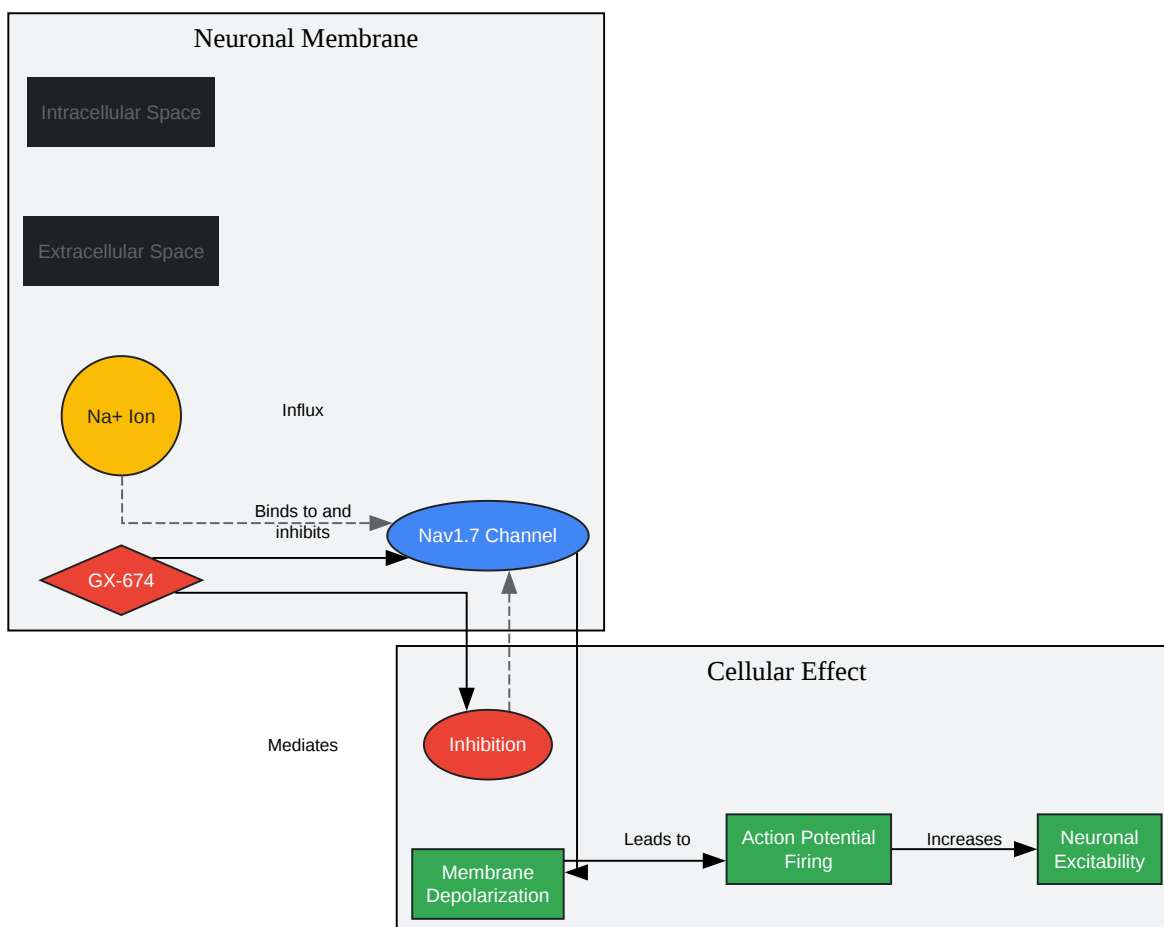 Neuronal Membrane
Intracellular Space
Extracellular Space
Na+ Ion
Influx
Binds to and
inhibits
Nav1.7 Channel
GX-674
Cellular Effect
Mediates
Inhibition
Leads to
Action Potential
Firing
Increases
Neuronal
Excitability
Membrane
Depolarization